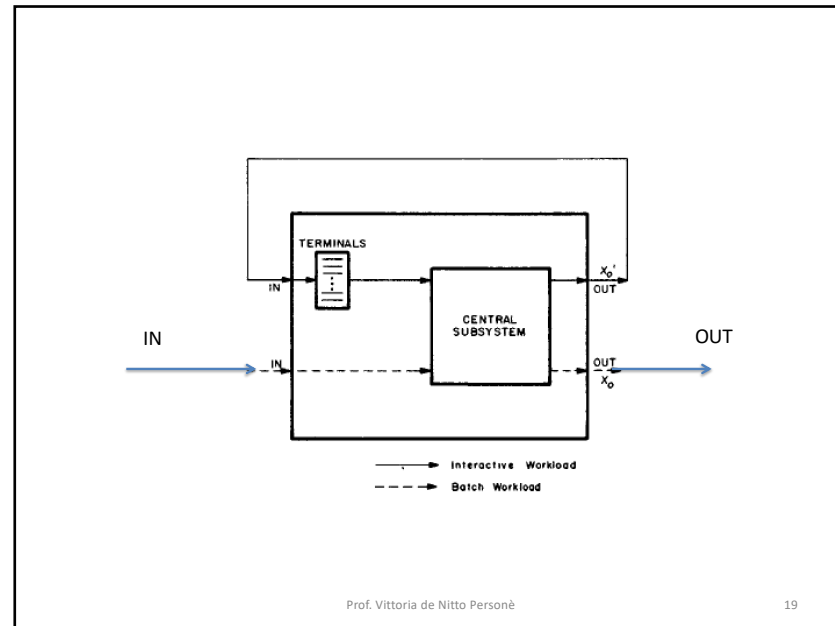 TERMINALS
IN
X₀'
OUT
CENTRAL
SUBSYSTEM
IN
OUT
IN
OUT
X₀
Interactive Workload
Batch Workload
Prof. Vittoria de Nitto Personè
19